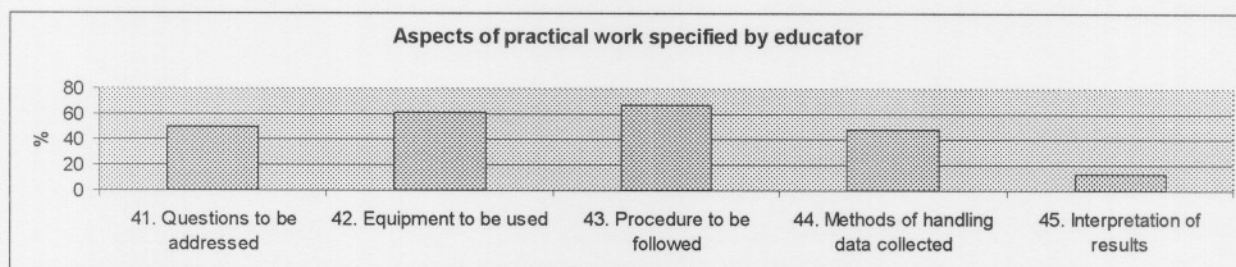 Aspects of practical work specified by educator
80
60
40
20
0
%
41. Questions to be
addressed
42. Equipment to be used
43. Procedure to be
followed
44. Methods of handling
data collected
45. Interpretation of
results